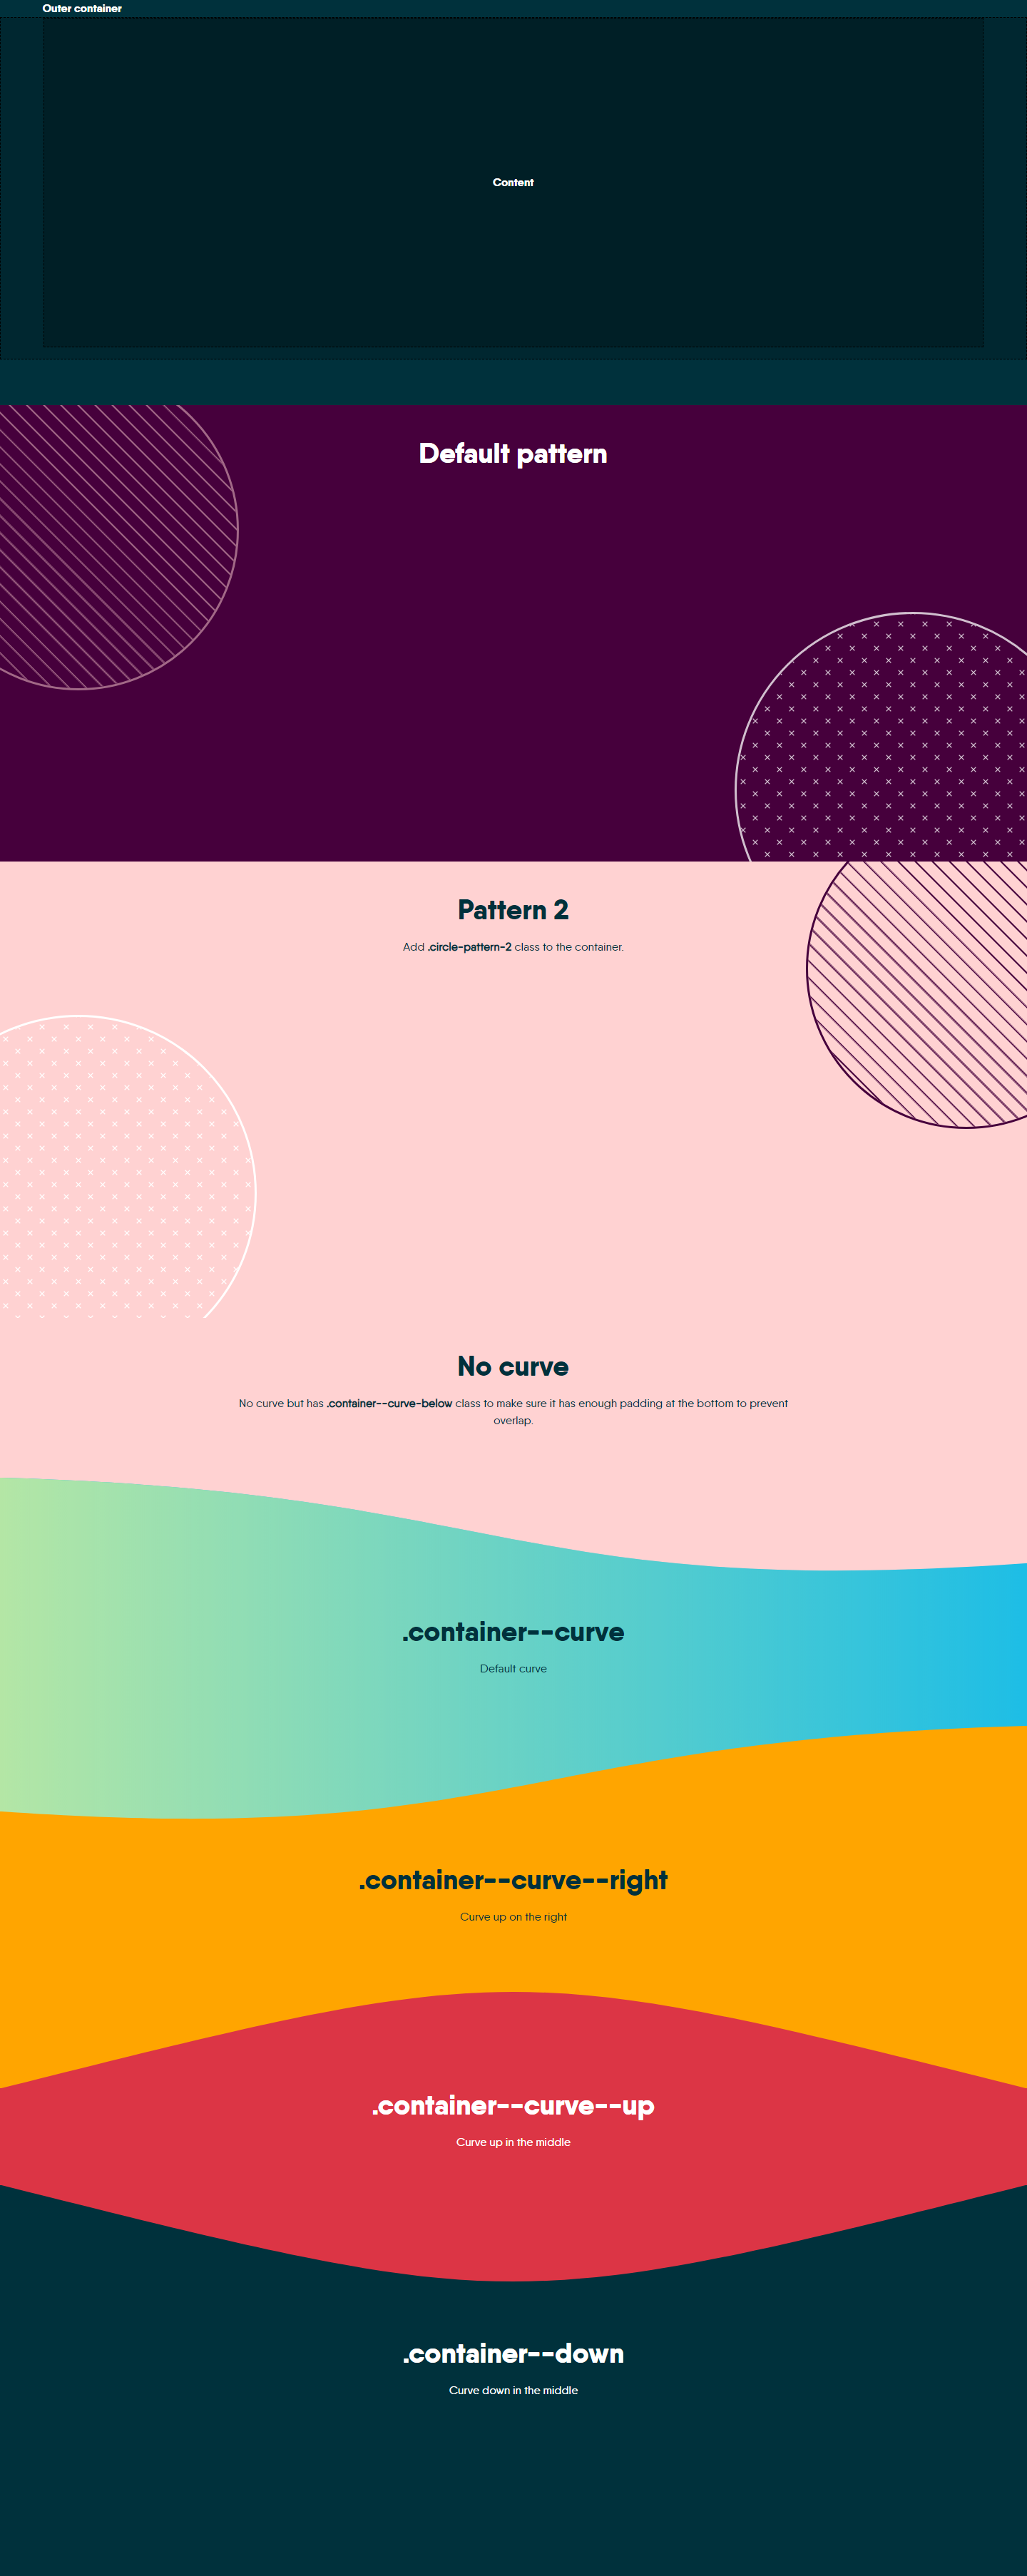 Outer container
Content
Default pattern
Pattern 2
Add .circle-pattern-2 class to the container.
No curve
No curve but has .container--curve-below class to make sure it has enough padding at the bottom to prevent
overlap.
.container--curve
Default curve
.container--curve--right
Curve up on the right
.container--curve--up
Curve up in the middle
.container--down
Curve down in the middle